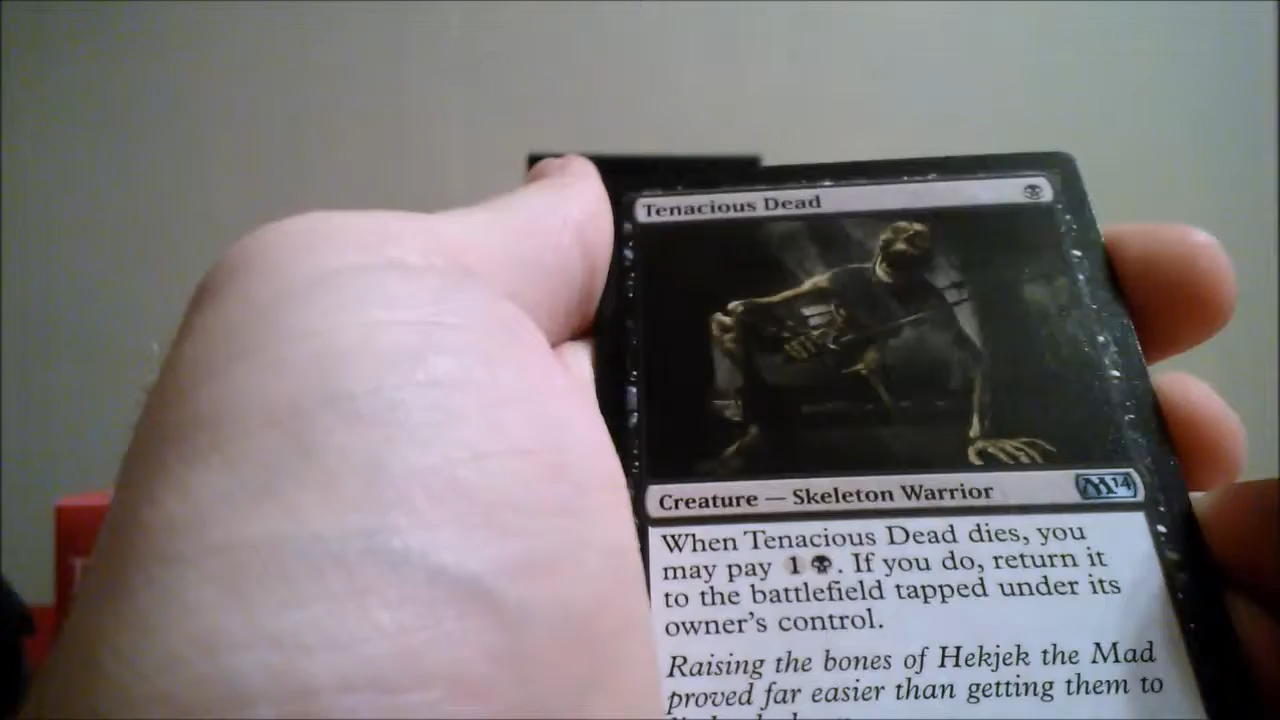 Tenacious Dead
Creature — Skeleton Warrior M14
When Tenacious Dead dies, you
may pay 1 . If you do, return it
to the battlefield tapped under its
owner's control.
Raising the bones of Hekjek the Mad
proved far easier than getting them to